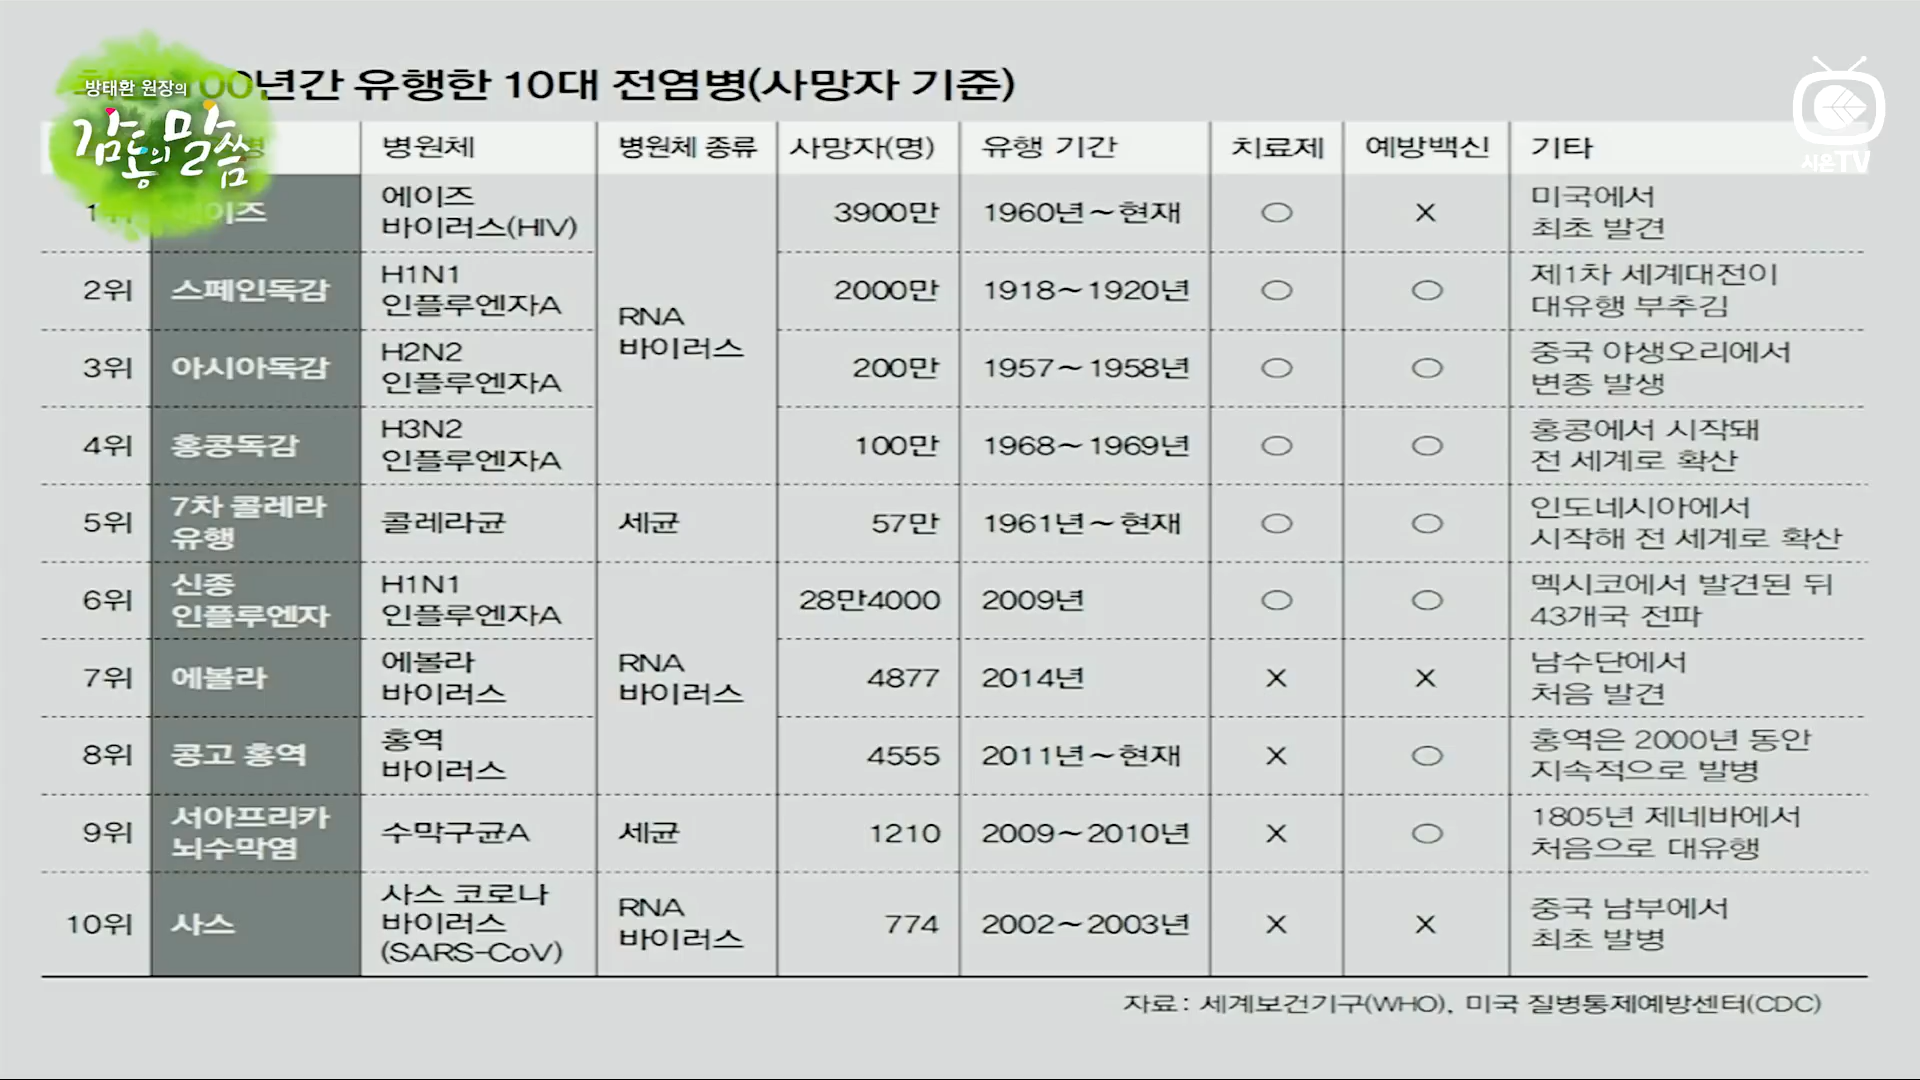 방태환 원장의
감동의 말씀
00년간 유행한 10대 전염병(사망자 기준)
시온TV
병 병원체 병원체 종류 사망자(명) 유행 기간 치료제 예방백신 기타
에이즈
바이러스(HIV)
3900만 1960년~현재 ○ X
미국에서
최초 발견
2위 스페인독감
H1N1
인플루엔자A
2000만 1918~1920년 ○ ○
제1차 세계대전이
대유행 부추김
RNA
바이러스
3위 아시아독감
H2N2
인플루엔자A
200만 1957~1958년 ○ ○
중국 야생오리에서
변종 발생
4위 홍콩독감
H3N2
인플루엔자A
100만 1968~1969년 ○ ○
홍콩에서 시작돼
전 세계로 확산
5위
7차 콜레라
유행
콜레라균 세균 57만 1961년~현재 ○ ○
인도네시아에서
시작해 전 세계로 확산
6위
신종
인플루엔자
H1N1
인플루엔자A
28만4000 2009년 ○ ○
멕시코에서 발견된 뒤
43개국 전파
7위 에볼라
에볼라
바이러스
RNA
바이러스
4877 2014년 X X
남수단에서
처음 발견
8위 콩고 홍역
홍역
바이러스
4555 2011년~현재 X ○
홍역은 2000년 동안
지속적으로 발병
9위
서아프리카
뇌수막염
수막구균A 세균 1210 2009~2010년 X ○
1805년 제네바에서
처음으로 대유행
10위 사스
사스 코로나
바이러스
(SARS-CoV)
RNA
바이러스
774 2002~2003년 X X
중국 남부에서
최초 발병
자료: 세계보건기구(WHO), 미국 질병통제예방센터(CDC)